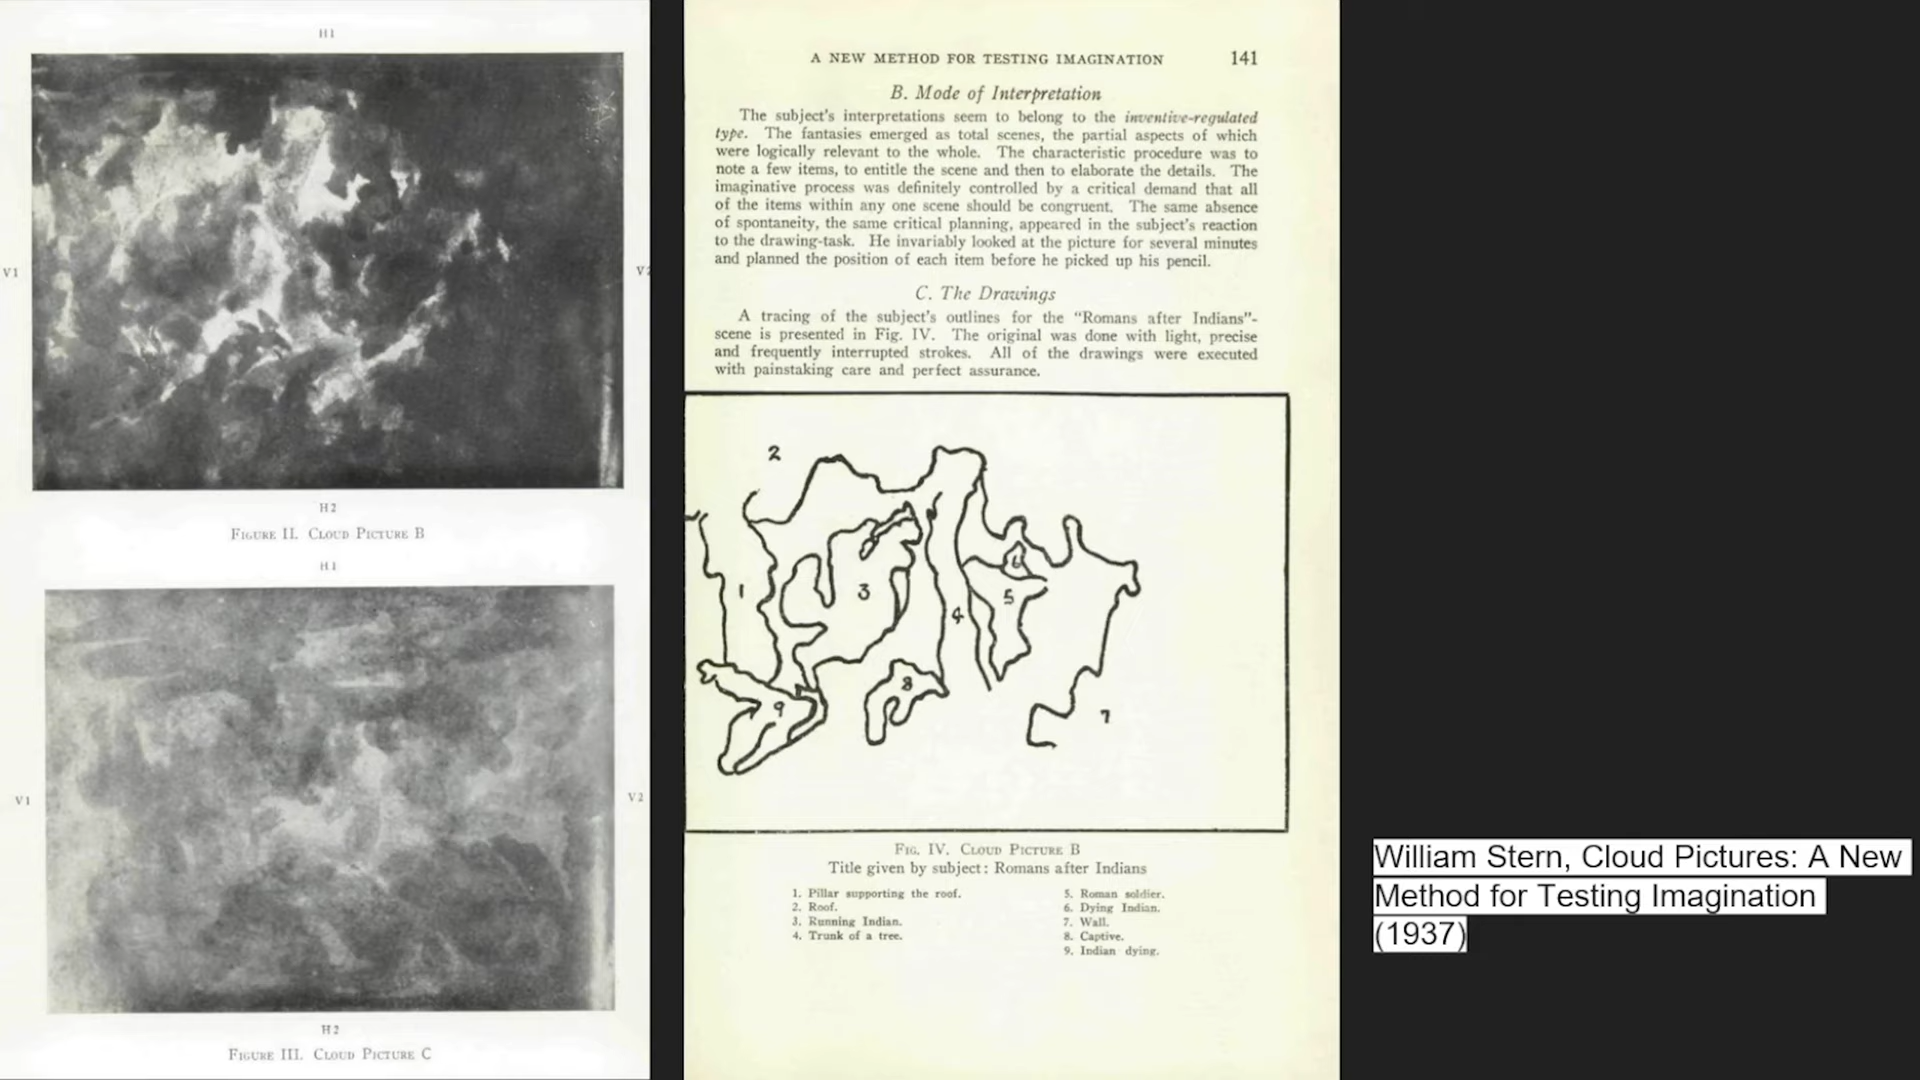 H1
V1
V2
H2
FIGURE II. CLOUD PICTURE B
H1
V1
V2
H2
FIGURE III. CLOUD PICTURE C
A NEW METHOD FOR TESTING IMAGINATION 141
B. Mode of Interpretation
The subject's interpretations seem to belong to the inventive-regulated
type. The fantasies emerged as total scenes, the partial aspects of which
were logically relevant to the whole. The characteristic procedure was to
note a few items, to entitle the scene and then to elaborate the details. The
imaginative process was definitely controlled by a critical demand that all
of the items within any one scene should be congruent. The same absence
of spontaneity, the same critical planning, appeared in the subject's reaction
to the drawing-task. He invariably looked at the picture for several minutes
and planned the position of each item before he picked up his pencil.
C. The Drawings
A tracing of the subject's outlines for the "Romans after Indians"-
scene is presented in Fig. IV. The original was done with light, precise
and frequently interrupted strokes. All of the drawings were executed
with painstaking care and perfect assurance.
2
1
3
6
5
4
8
9
7
FIG. IV. CLOUD PICTURE B
Title given by subject: Romans after Indians
1. Pillar supporting the roof.
2. Roof.
3. Running Indian.
4. Trunk of a tree.
5. Roman soldier.
6. Dying Indian.
7. Wall.
8. Captive.
9. Indian dying.
William Stern, Cloud Pictures: A New
Method for Testing Imagination
(1937)